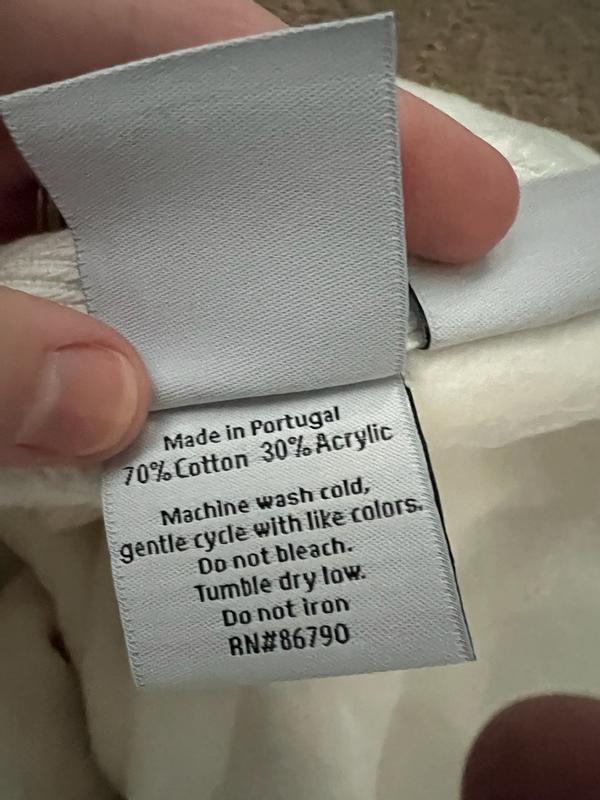 Made in Portugal
70% Cotton 30% Acrylic
Machine wash cold,
gentle cycle with like colors.
Do not bleach.
Tumble dry low.
Do not iron
RN#86790